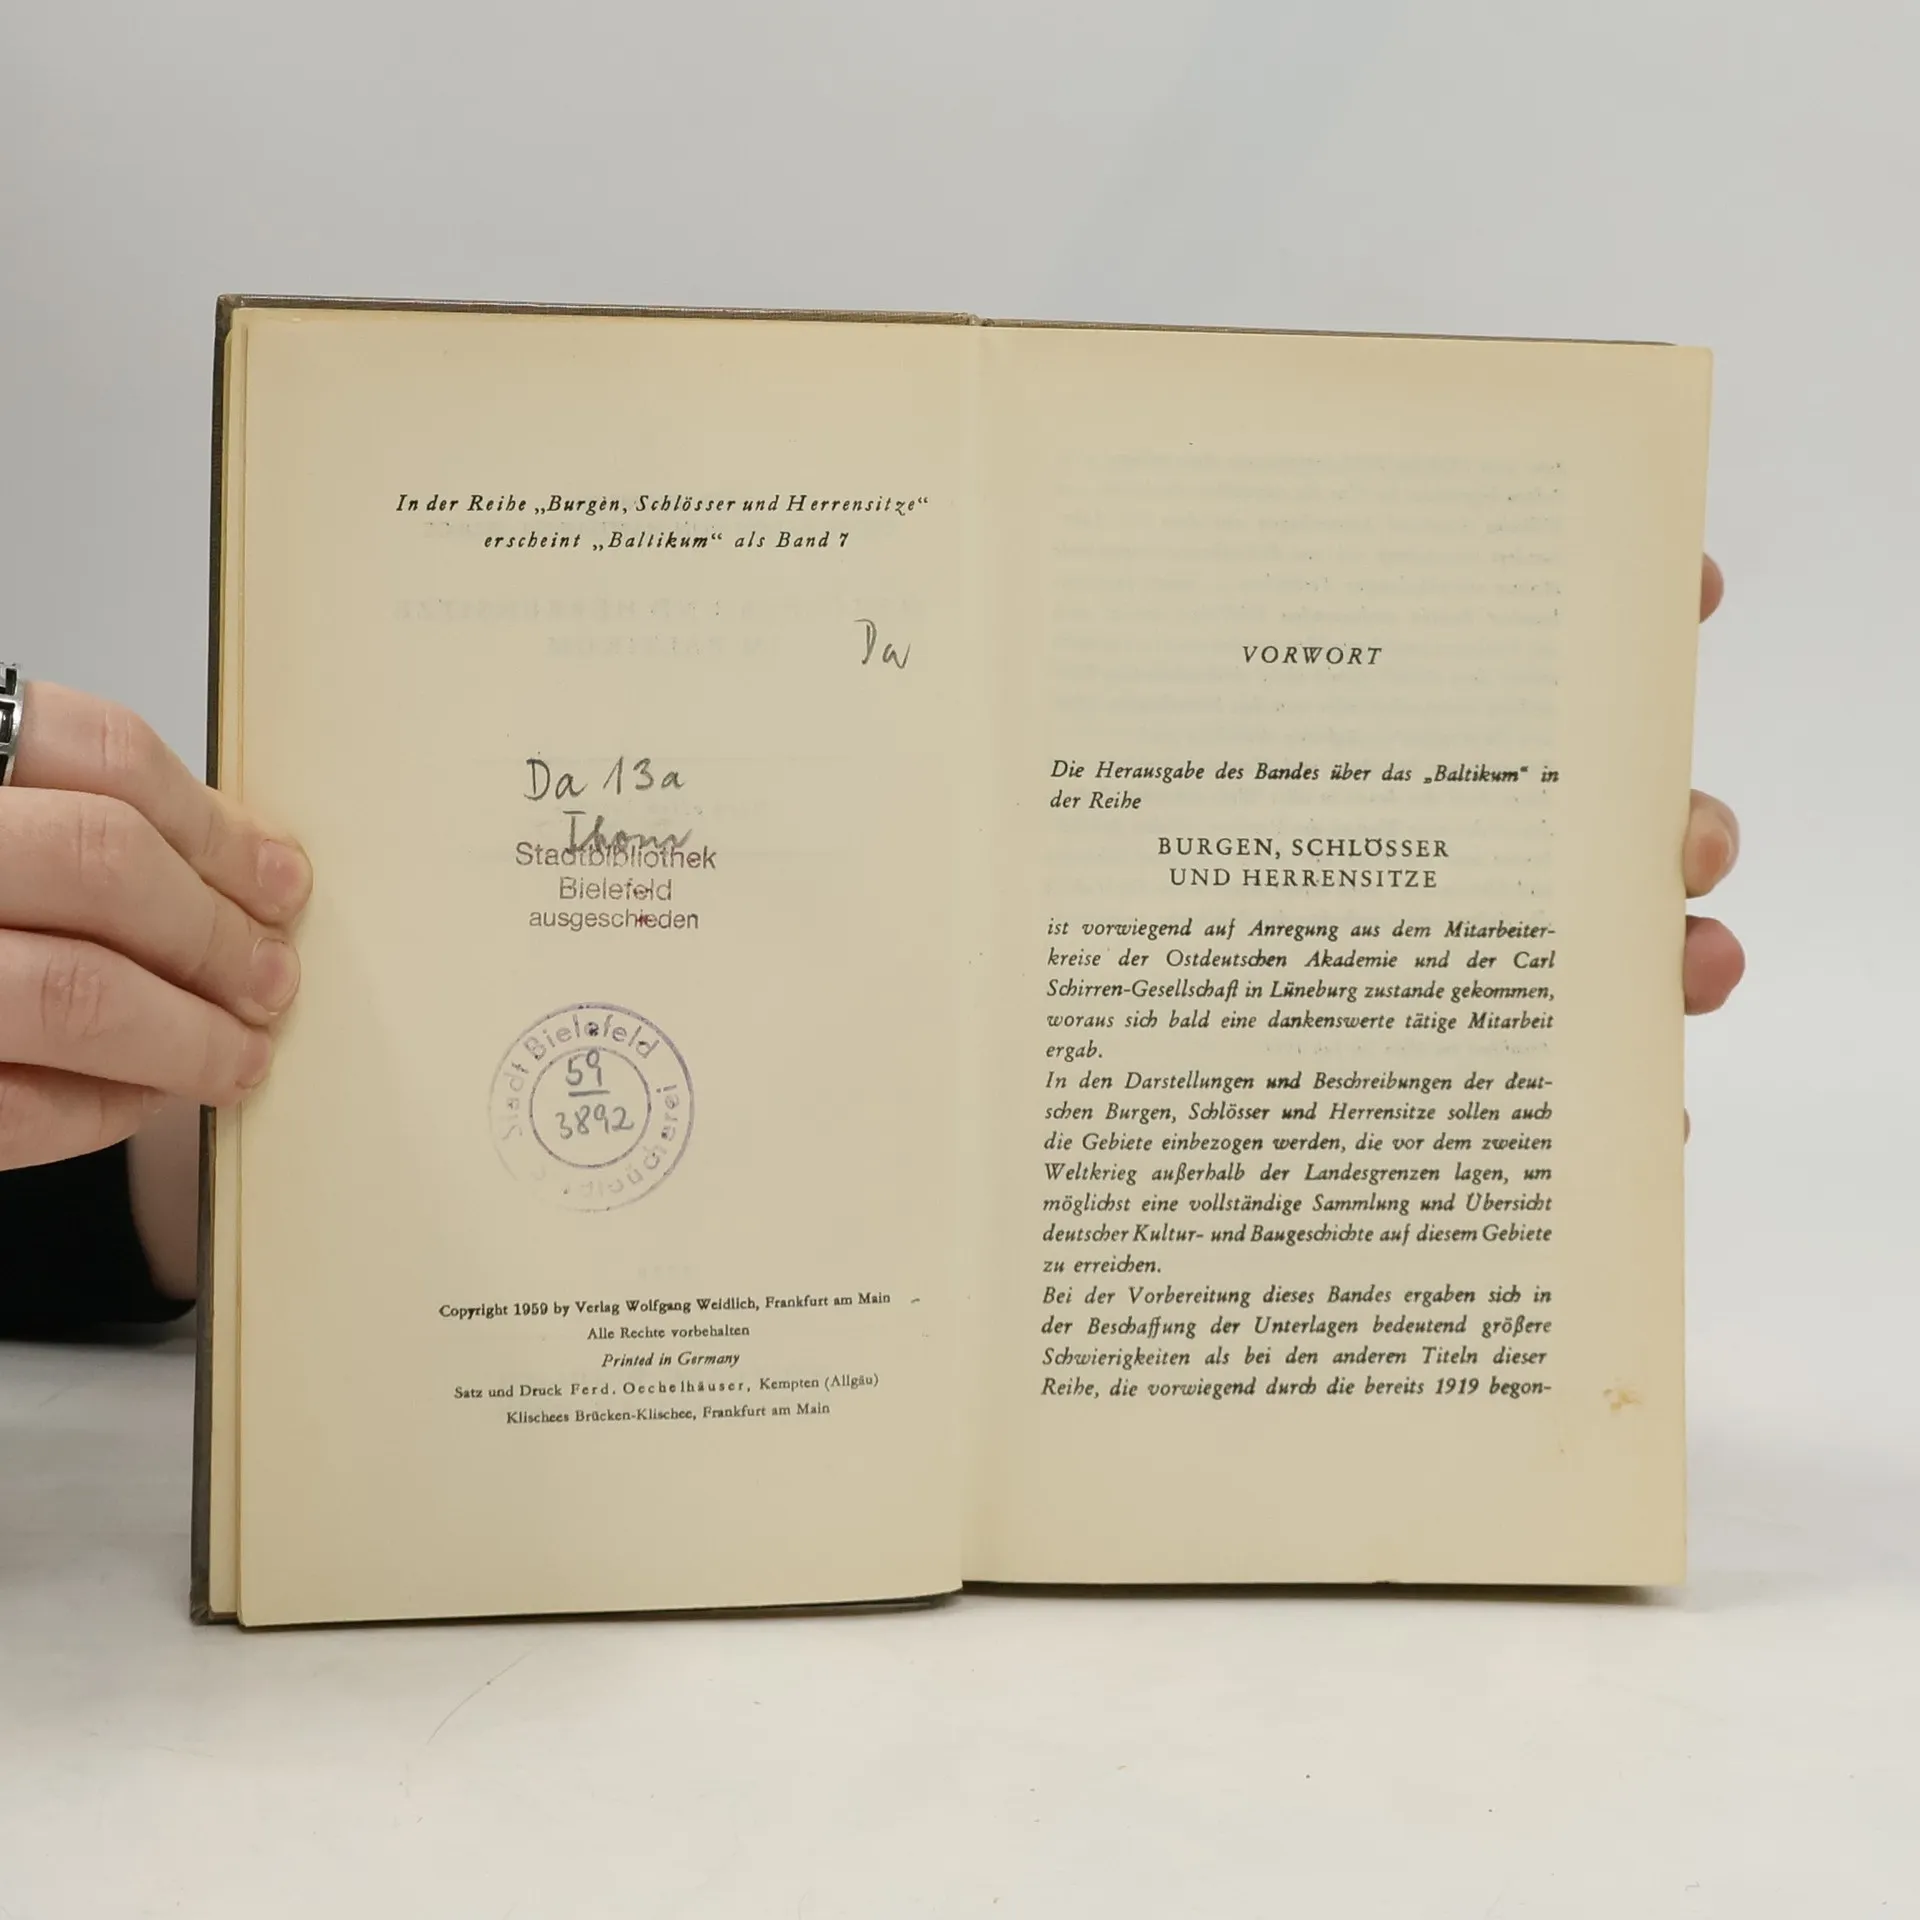 In der Reihe „Burgen, Schlösser und Herrensitze“
erscheint „Baltikum“ als Band 7
Da
Da 13a
Thom
Stadtbibliothek
Bielefeld
ausgeschieden
Stadt Bielefeld
59
3892
bücherei
Copyright 1959 by Verlag Wolfgang Weidlich, Frankfurt am Main
Alle Rechte vorbehalten
Printed in Germany
Satz und Druck Ferd. Oechelhäuser, Kempten (Allgäu)
Klischees Brücken-Klischee, Frankfurt am Main
VORWORT
Die Herausgabe des Bandes über das „Baltikum“ in
der Reihe
BURGEN, SCHLÖSSER
UND HERRENSITZE
ist vorwiegend auf Anregung aus dem Mitarbeiter-
kreise der Ostdeutschen Akademie und der Carl
Schirren-Gesellschaft in Lüneburg zustande gekommen,
woraus sich bald eine dankenswerte tätige Mitarbeit
ergab.
In den Darstellungen und Beschreibungen der deut-
schen Burgen, Schlösser und Herrensitze sollen auch
die Gebiete einbezogen werden, die vor dem zweiten
Weltkrieg außerhalb der Landesgrenzen lagen, um
möglichst eine vollständige Sammlung und Übersicht
deutscher Kultur- und Baugeschichte auf diesem Gebiete
zu erreichen.
Bei der Vorbereitung dieses Bandes ergaben sich in
der Beschaffung der Unterlagen bedeutend größere
Schwierigkeiten als bei den anderen Titeln dieser
Reihe, die vorwiegend durch die bereits 1919 begon-